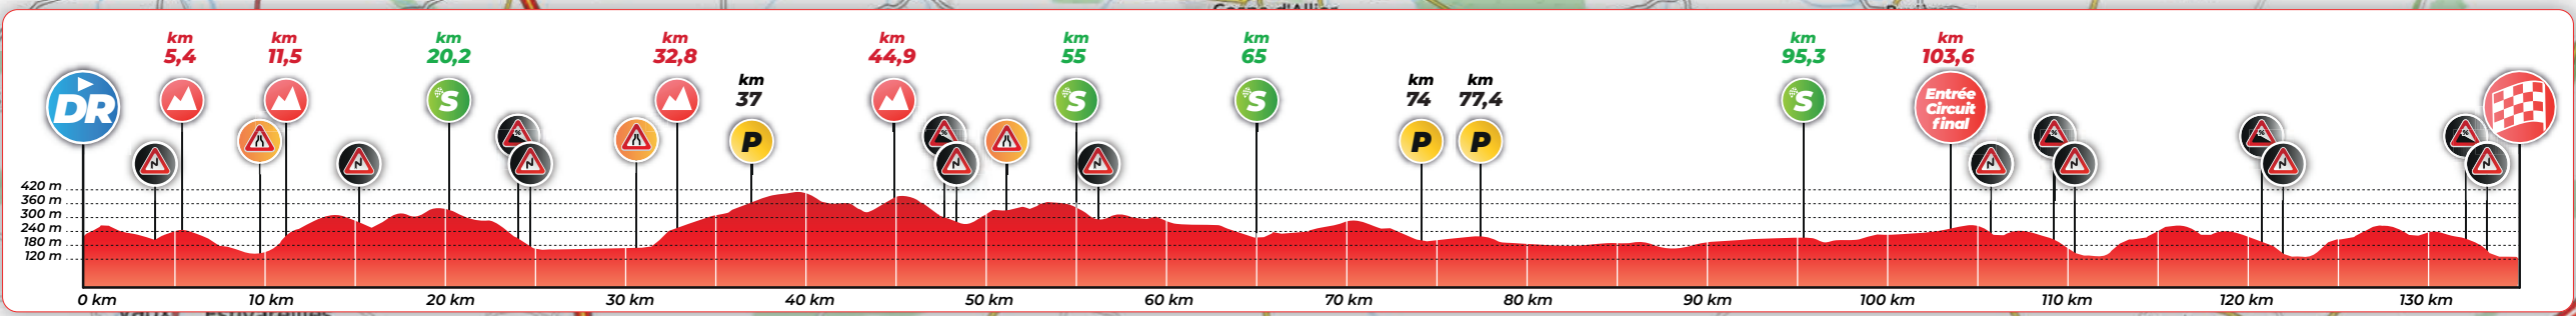 km
5,4
km
11,5
km
20,2
km
32,8
km
37
km
44,9
km
55
km
65
km
74
km
77,4
km
95,3
km
103,6
DR
S
P
S
S
P
P
S
Entrée
Circuit
final
420 m
360 m
300 m
240 m
180 m
120 m
0 km
10 km
20 km
30 km
40 km
50 km
60 km
70 km
80 km
90 km
100 km
110 km
120 km
130 km